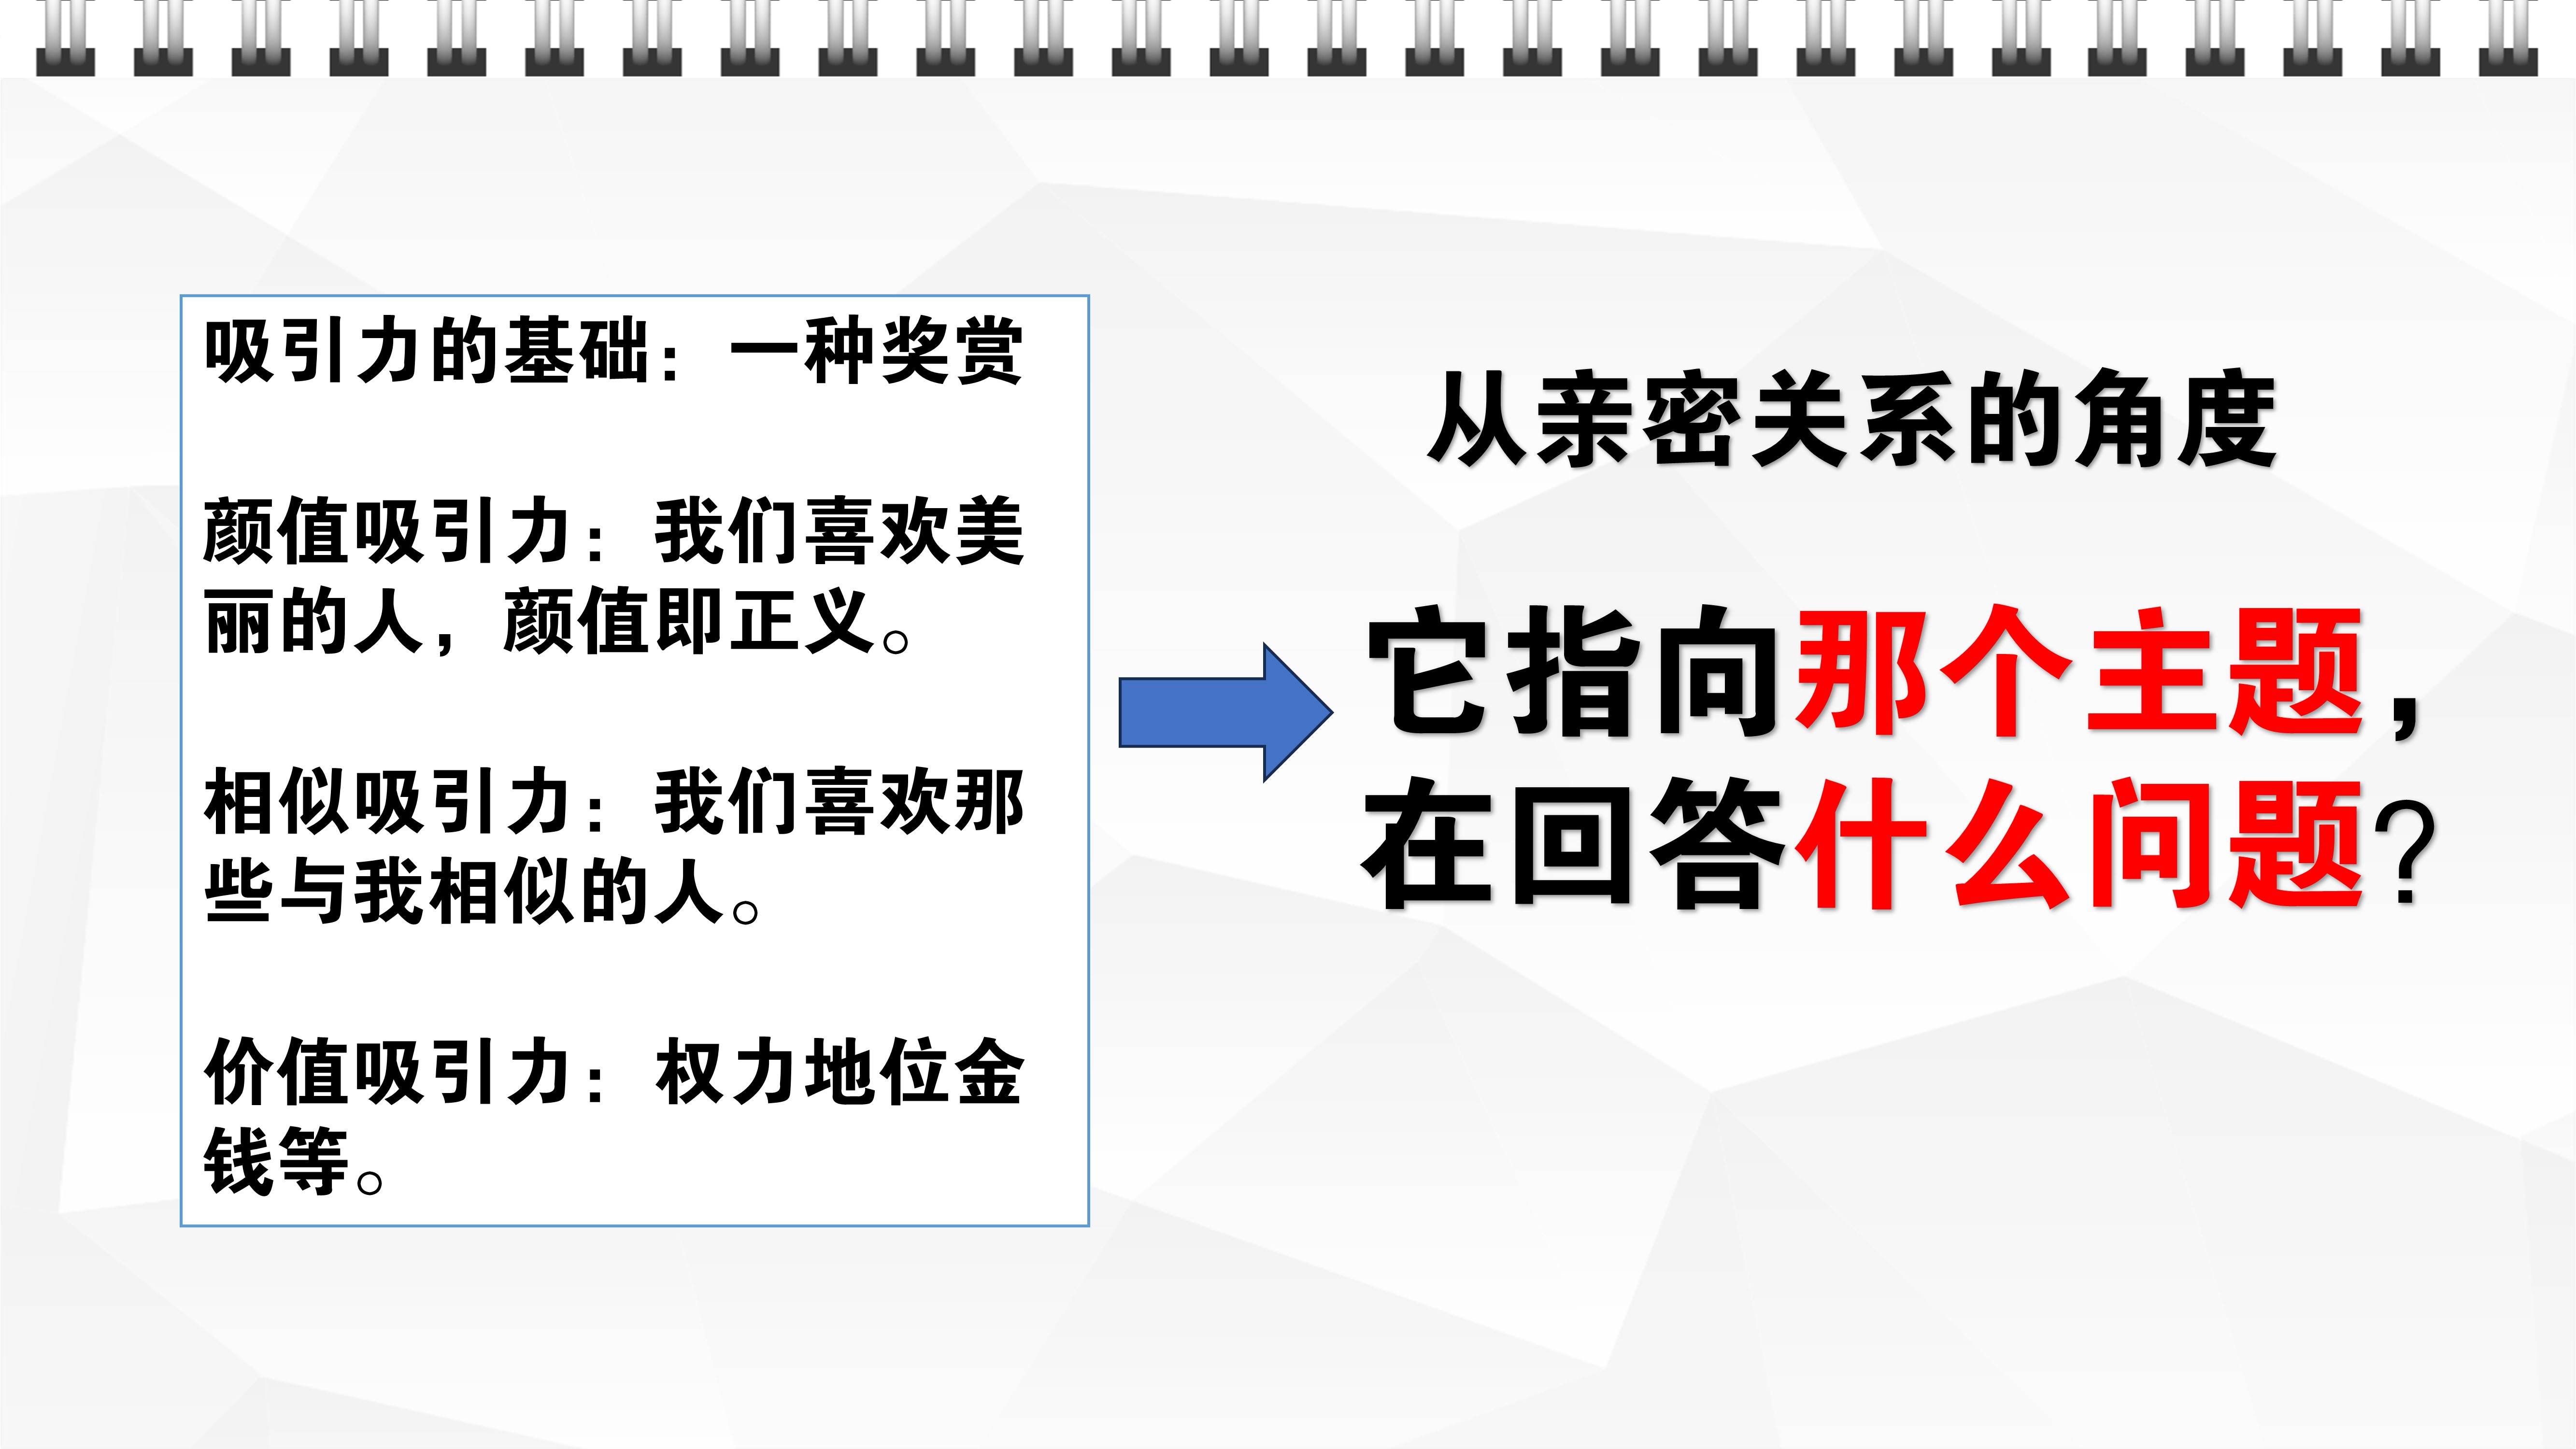 吸引力的基础：一种奖赏
颜值吸引力：我们喜欢美
丽的人，颜值即正义。
相似吸引力：我们喜欢那
些与我相似的人。
价值吸引力：权力地位金
钱等。
从亲密关系的角度
它指向那个主题，
在回答什么问题？